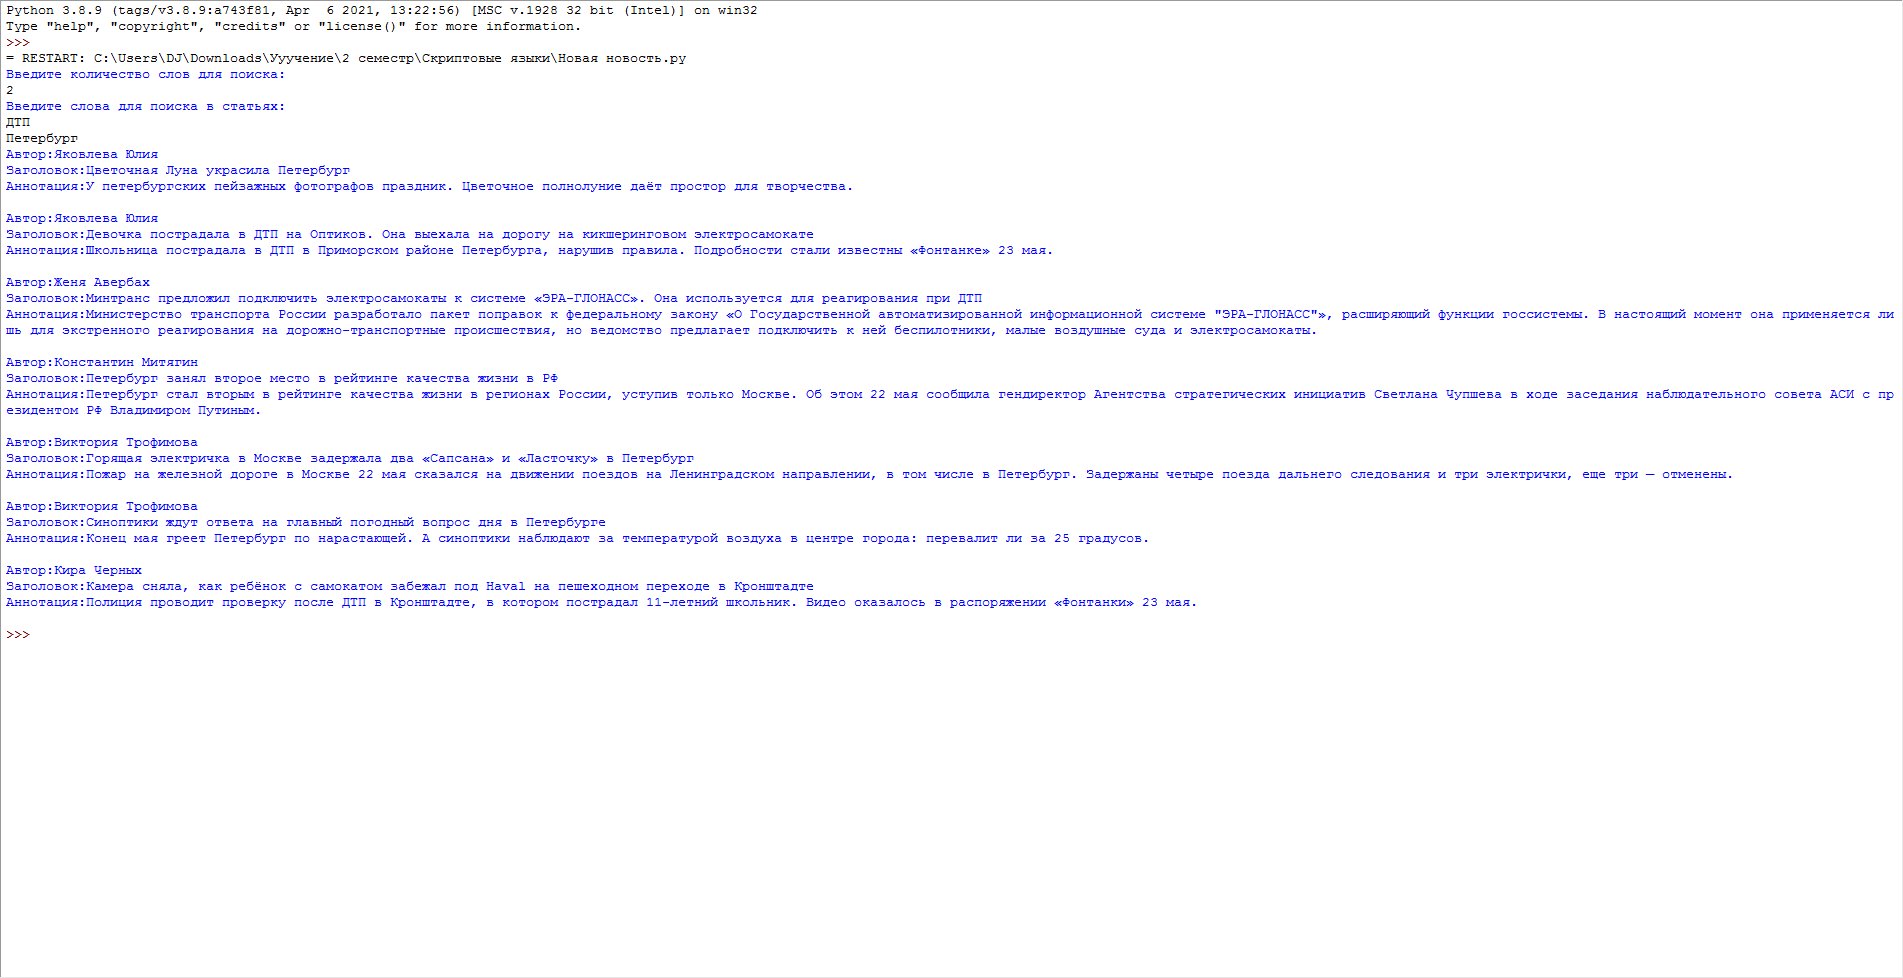 Python 3.8.9 (tags/v3.8.9:a743f81, Apr  6 2021, 13:22:56) [MSC v.1928 32 bit (Intel)] on win32
Type "help", "copyright", "credits" or "license()" for more information.
>>>
= RESTART: C:\Users\DJ\Downloads\Ууучение\2 семестр\Скриптовые языки\Новая новость.py
Введите количество слов для поиска:
2
Введите слова для поиска в статьях:
ДТП
Петербург
Автор:Яковлева Юлия
Заголовок:Цветочная Луна украсила Петербург
Аннотация:У петербургских пейзажных фотографов праздник. Цветочное полнолуние даёт простор для творчества.

Автор:Яковлева Юлия
Заголовок:Девочка пострадала в ДТП на Оптиков. Она выехала на дорогу на кикшеринговом электросамокате
Аннотация:Школьница пострадала в ДТП в Приморском районе Петербурга, нарушив правила. Подробности стали известны «Фонтанке» 23 мая.

Автор:Женя Авербах
Заголовок:Минтранс предложил подключить электросамокаты к системе «ЭРА-ГЛОНАСС». Она используется для реагирования при ДТП
Аннотация:Министерство транспорта России разработало пакет поправок к федеральному закону «О Государственной автоматизированной информационной системе "ЭРА-ГЛОНАСС"», расширяющий функции госсистемы. В настоящий момент она применяется ли
шь для экстренного реагирования на дорожно-транспортные происшествия, но ведомство предлагает подключить к ней беспилотники, малые воздушные суда и электросамокаты.

Автор:Константин Митягин
Заголовок:Петербург занял второе место в рейтинге качества жизни в РФ
Аннотация:Петербург стал вторым в рейтинге качества жизни в регионах России, уступив только Москве. Об этом 22 мая сообщила гендиректор Агентства стратегических инициатив Светлана Чупшева в ходе заседания наблюдательного совета АСИ с пр
езидентом РФ Владимиром Путиным.

Автор:Виктория Трофимова
Заголовок:Горящая электричка в Москве задержала два «Сапсана» и «Ласточку» в Петербург
Аннотация:Пожар на железной дороге в Москве 22 мая сказался на движении поездов на Ленинградском направлении, в том числе в Петербург. Задержаны четыре поезда дальнего следования и три электрички, еще три — отменены.

Автор:Виктория Трофимова
Заголовок:Синоптики ждут ответа на главный погодный вопрос дня в Петербурге
Аннотация:Конец мая греет Петербург по нарастающей. А синоптики наблюдают за температурой воздуха в центре города: перевалит ли за 25 градусов.

Автор:Кира Черных
Заголовок:Камера сняла, как ребёнок с самокатом забежал под Haval на пешеходном переходе в Кронштадте
Аннотация:Полиция проводит проверку после ДТП в Кронштадте, в котором пострадал 11-летний школьник. Видео оказалось в распоряжении «Фонтанки» 23 мая.

>>>